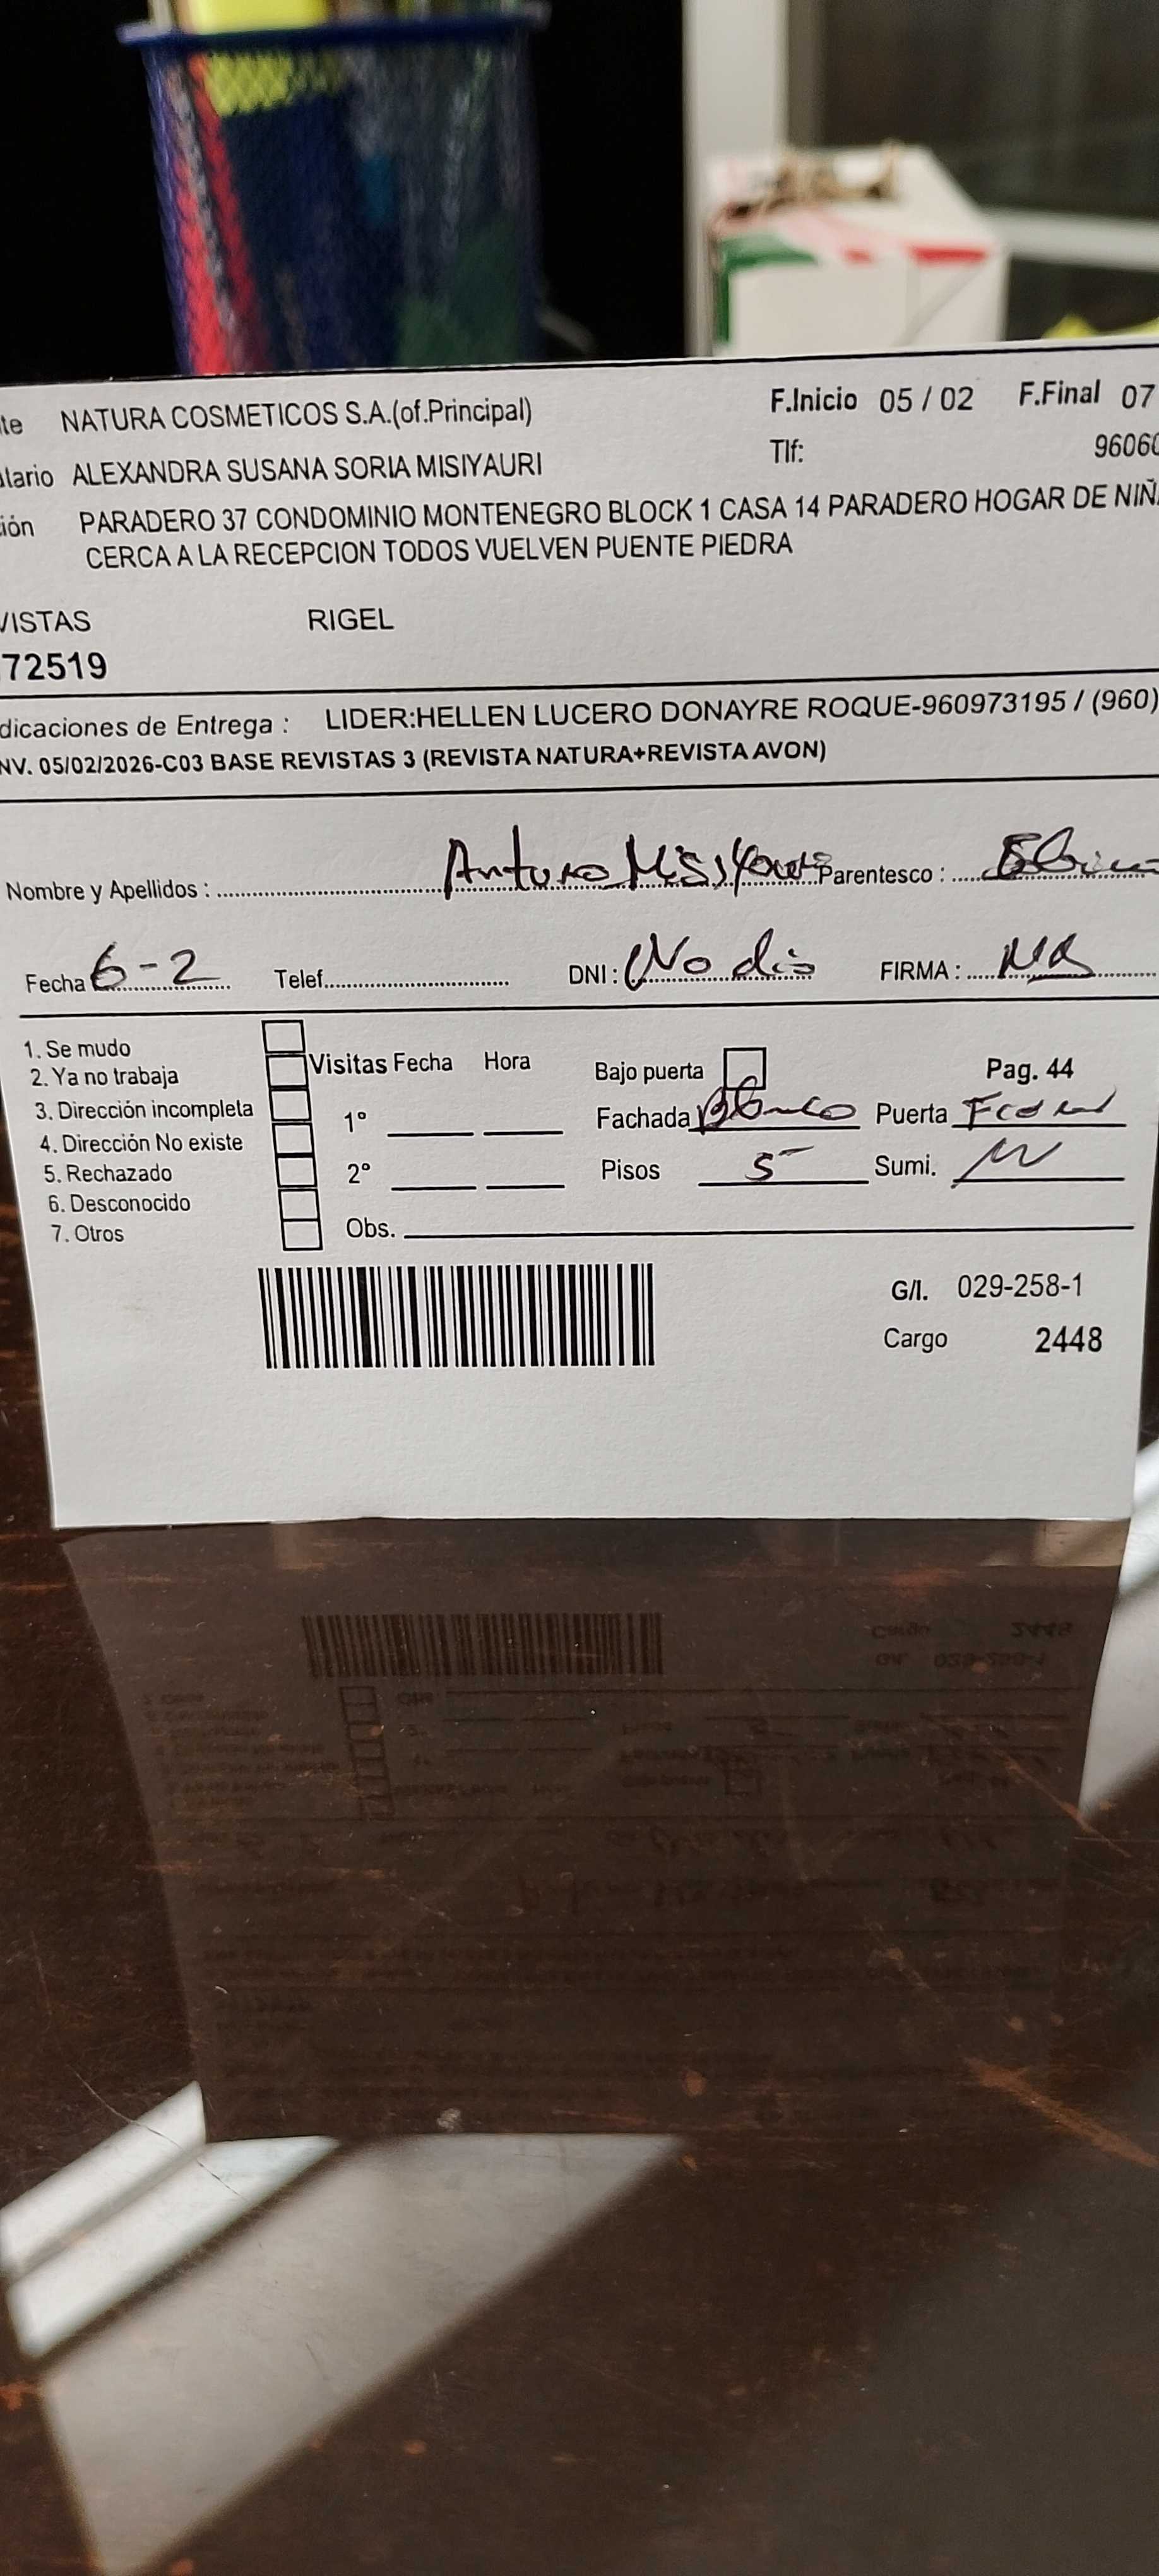 te NATURA COSMETICOS S.A.(of.Principal) F.Inicio 05 / 02 F.Final 07
tario ALEXANDRA SUSANA SORIA MISIYAURI Tlf: 96060
ión PARADERO 37 CONDOMINIO MONTENEGRO BLOCK 1 CASA 14 PARADERO HOGAR DE NIÑ
CERCA A LA RECEPCION TODOS VUELVEN PUENTE PIEDRA
VISTAS RIGEL
72519
dicaciones de Entrega : LIDER:HELLEN LUCERO DONAYRE ROQUE-960973195 / (960)
NV. 05/02/2026-C03 BASE REVISTAS 3 (REVISTA NATURA+REVISTA AVON)
Nombre y Apellidos : Arturo Misiyauri Parentesco :
Fecha 6-2 Telef. DNI : No dio FIRMA :
1. Se mudo
2. Ya no trabaja
3. Dirección incompleta
4. Dirección No existe
5. Rechazado
6. Desconocido
7. Otros
Visitas Fecha Hora
1°
2°
Obs.
Bajo puerta Pag. 44
Fachada Blanco Puerta
Pisos 5 Sumi.
G/I. 029-258-1
Cargo 2448